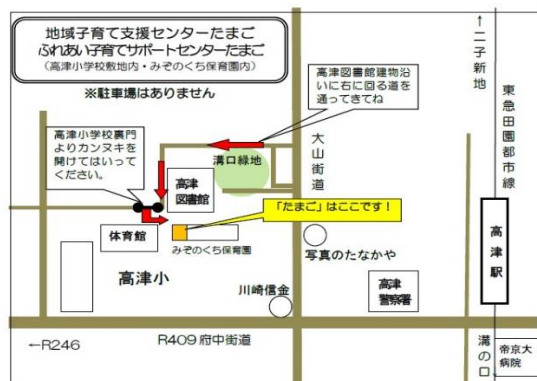 地域子育て支援センターたまご
ふれあい子育てサポートセンターたまご
（高津小学校敷地内・みぞのくち保育園内）
※駐車場はありません
高津図書館建物沿
いに右に回る道を
通ってきてね
↑二子新地
東急田園都市線
高津小学校裏門
よりカンヌキを
開けてはいって
ください。
大山街道
溝口緑地
高津
図書館
「たまご」はここです！
体育館
みぞのくち保育園
写真のたなかや
高津駅
高津小
川崎信金
高津
警察署
←R246
R409府中街道
溝の口
帝京大
病院